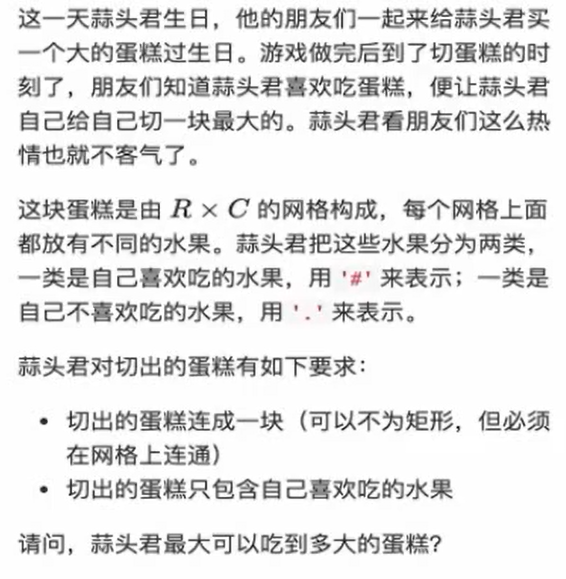 这一天蒜头君生日，他的朋友们一起来给蒜头君买
一个大的蛋糕过生日。游戏做完后到了切蛋糕的时
刻了，朋友们知道蒜头君喜欢吃蛋糕，便让蒜头君
自己给自己切一块最大的。蒜头君看朋友们这么热
情也就不客气了。
这块蛋糕是由 R × C 的网格构成，每个网格上面
都放有不同的水果。蒜头君把这些水果分为两类，
一类是自己喜欢吃的水果，用 '#' 来表示；一类是
自己不喜欢吃的水果，用 '.' 来表示。
蒜头君对切出的蛋糕有如下要求：
• 切出的蛋糕连成一块（可以不为矩形，但必须
在网格上连通）
• 切出的蛋糕只包含自己喜欢吃的水果
请问，蒜头君最大可以吃到多大的蛋糕？